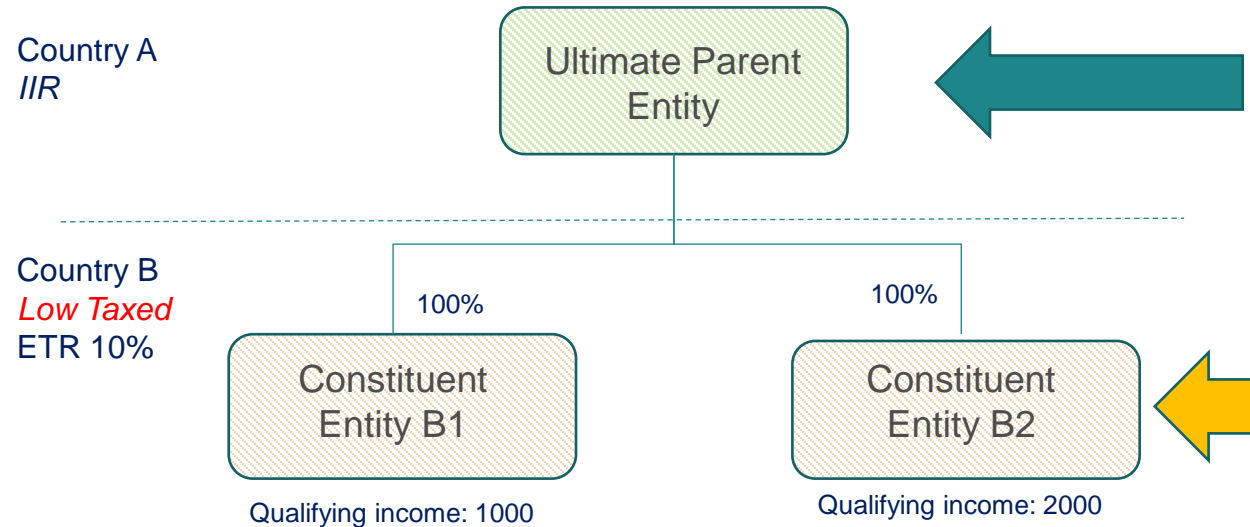 Country A
IIR
Ultimate Parent
Entity
Country B
Low Taxed
ETR 10%
100%
100%
Constituent
Entity B1
Constituent
Entity B2
Qualifying income: 1000
Qualifying income: 2000